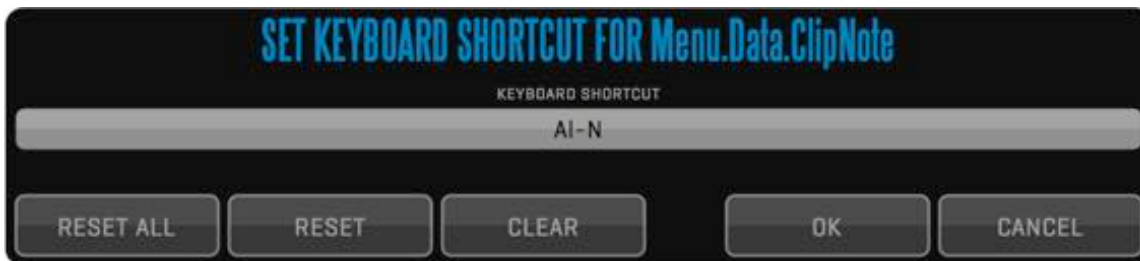 SET KEYBOARD SHORTCUT FOR Menu.Data.ClipNote
KEYBOARD SHORTCUT
Al-N
RESET ALL RESET CLEAR OK CANCEL